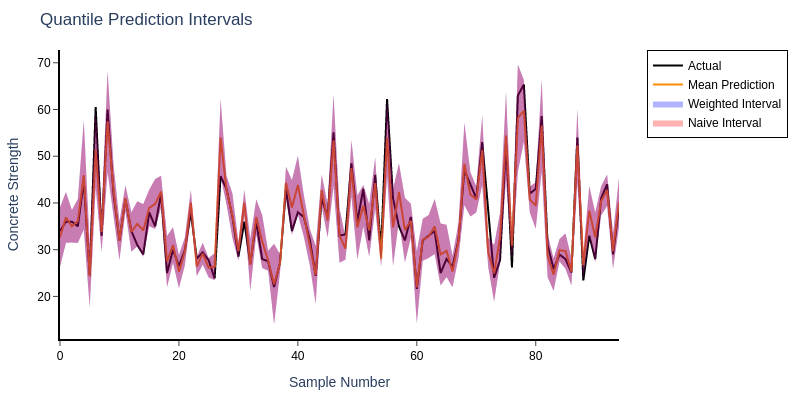 Quantile Prediction Intervals
Actual
Mean Prediction
Weighted Interval
Naive Interval
Concrete Strength
70
60
50
40
30
20
0
20
40
60
80
Sample Number